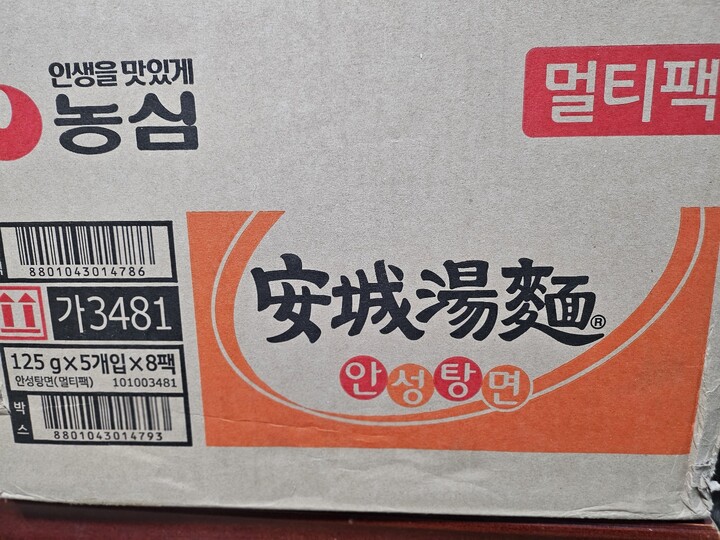 인생을 맛있게
농심
멀티팩
8801043014786
가3481
125 g×5개입×8팩
안성탕면(멀티팩) 101003481
박스
8801043014793
安城湯麵®
안성탕면